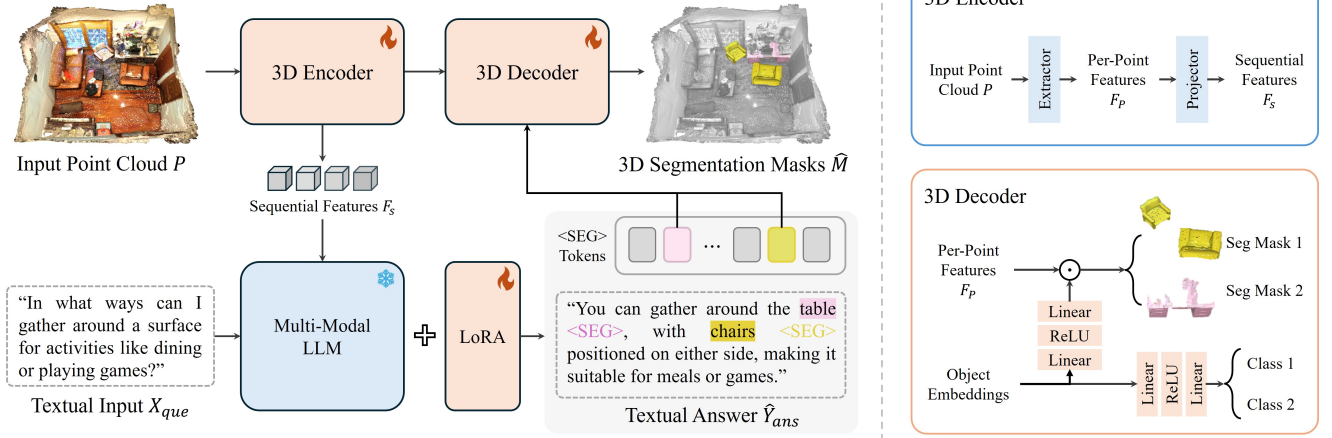 3D Encoder
3D Decoder
Input Point Cloud P
3D Segmentation Masks M̂
Sequential Features Fₛ
<SEG>
Tokens
...
“In what ways can I
gather around a surface
for activities like dining
or playing games?”
Textual Input X_que
Multi-Modal
LLM
LoRA
“You can gather around the table
<SEG>, with chairs <SEG>
positioned on either side, making it
suitable for meals or games.”
Textual Answer Ŷ_ans
3D Encoder
Input Point
Cloud P
Extractor
Per-Point
Features
F_P
Projector
Sequential
Features
Fₛ
3D Decoder
Per-Point
Features
F_P
Seg Mask 1
Seg Mask 2
Linear
ReLU
Linear
Object
Embeddings
Linear
ReLU
Linear
Class 1
Class 2